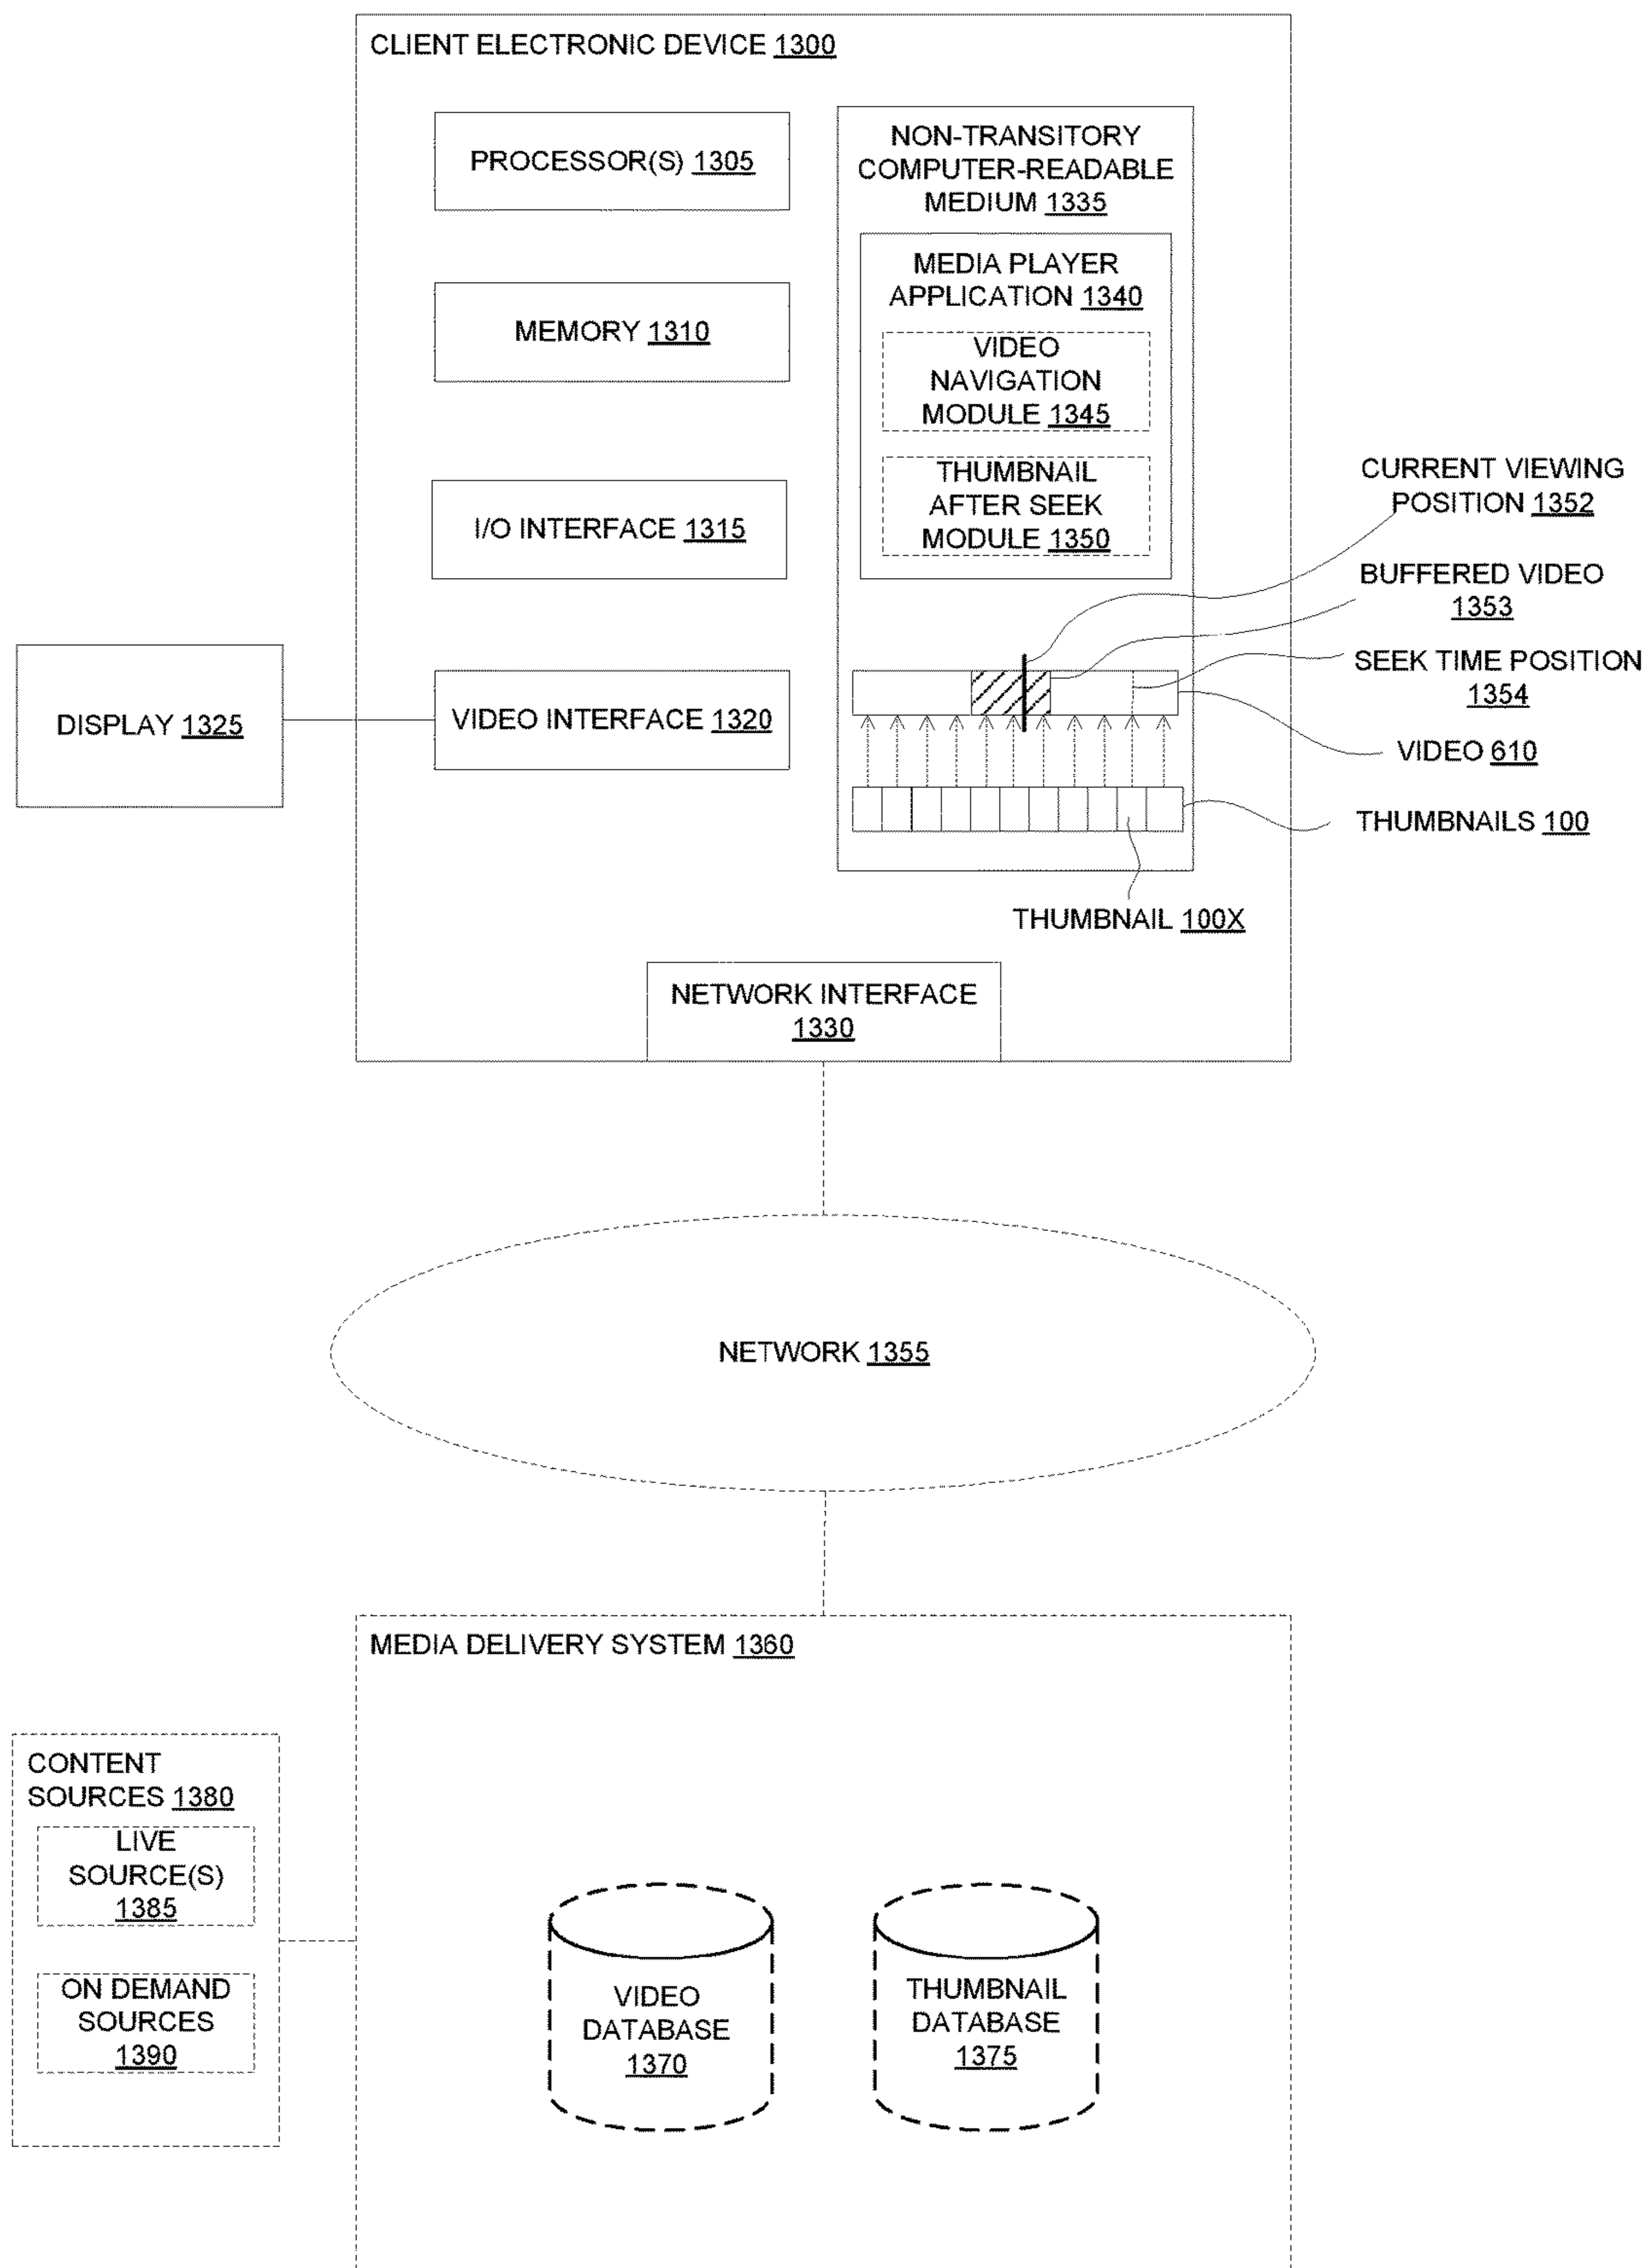 CLIENT ELECTRONIC DEVICE 1300
PROCESSOR(S) 1305
MEMORY 1310
I/O INTERFACE 1315
VIDEO INTERFACE 1320
DISPLAY 1325
NON-TRANSITORY
COMPUTER-READABLE
MEDIUM 1335
MEDIA PLAYER
APPLICATION 1340
VIDEO
NAVIGATION
MODULE 1345
THUMBNAIL
AFTER SEEK
MODULE 1350
CURRENT VIEWING
POSITION 1352
BUFFERED VIDEO
1353
SEEK TIME POSITION
1354
VIDEO 610
THUMBNAILS 100
THUMBNAIL 100X
NETWORK INTERFACE
1330
NETWORK 1355
MEDIA DELIVERY SYSTEM 1360
CONTENT
SOURCES 1380
LIVE
SOURCE(S)
1385
ON DEMAND
SOURCES
1390
VIDEO
DATABASE
1370
THUMBNAIL
DATABASE
1375